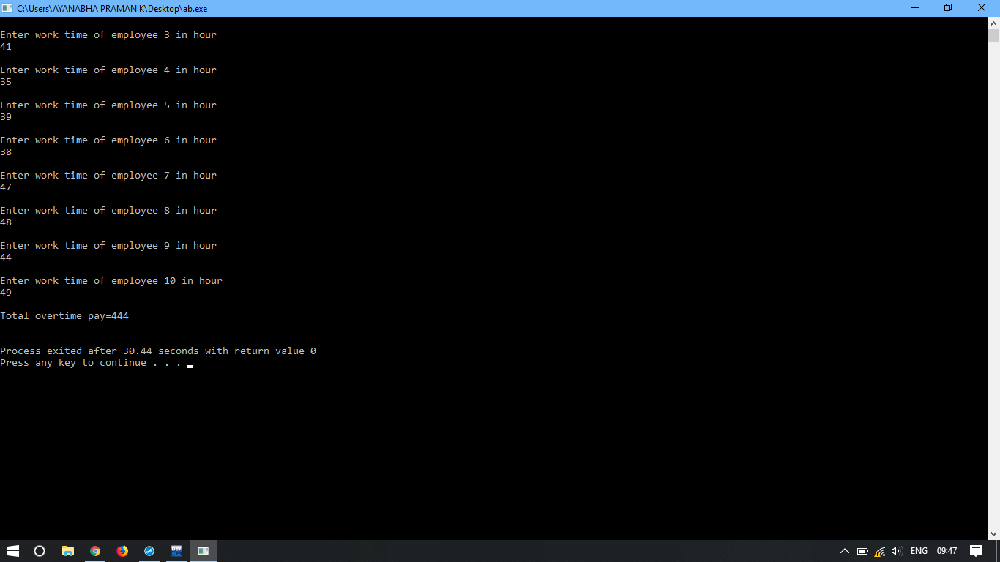 C:\Users\AYANABHA PRAMANIK\Desktop\ab.exe
Enter work time of employee 3 in hour
41
Enter work time of employee 4 in hour
35
Enter work time of employee 5 in hour
39
Enter work time of employee 6 in hour
38
Enter work time of employee 7 in hour
47
Enter work time of employee 8 in hour
48
Enter work time of employee 9 in hour
44
Enter work time of employee 10 in hour
49
Total overtime pay=444
--------------------------------
Process exited after 30.44 seconds with return value 0
Press any key to continue . . .
DEV
ENG 09:47